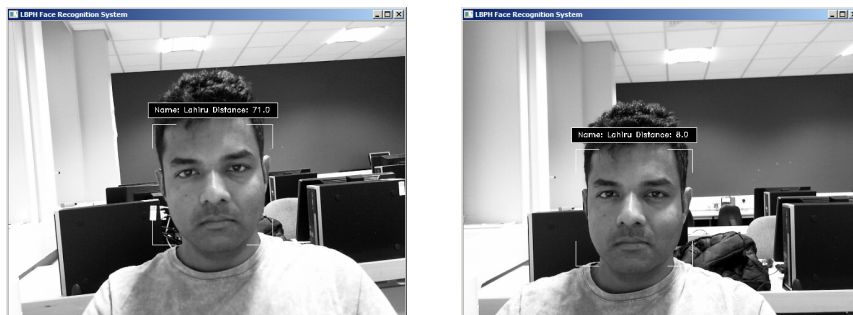 LBPH Face Recognition System
Name: Lahiru Distance: 71.0
LBPH Face Recognition System
Name: Lahiru Distance: 8.0